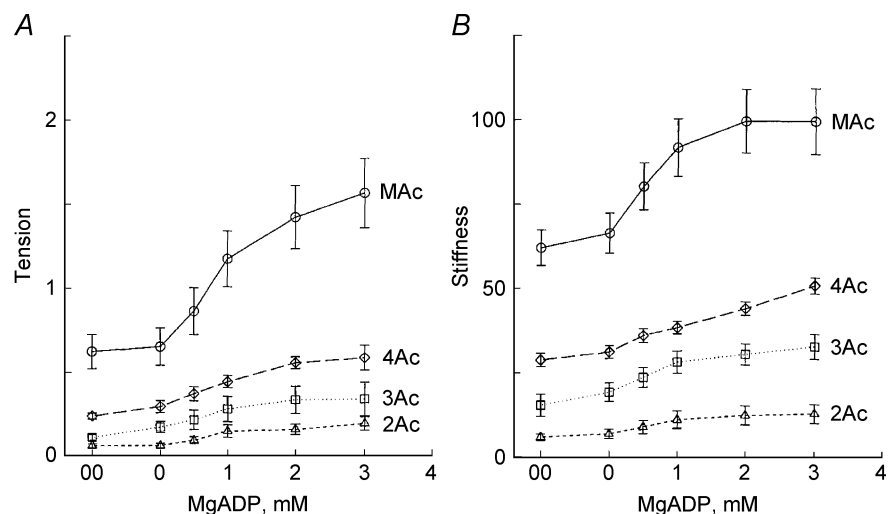 A
2
1
0
Tension
MAc
4Ac
3Ac
2Ac
00 0 1 2 3 4
MgADP, mM
B
100
50
0
Stiffness
MAc
4Ac
3Ac
2Ac
00 0 1 2 3 4
MgADP, mM